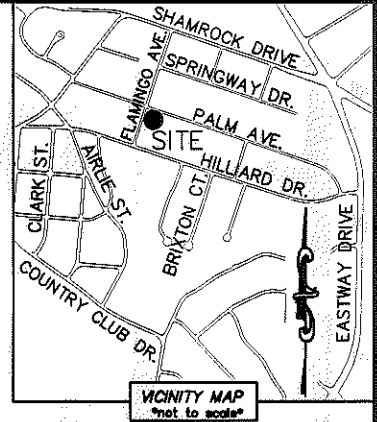 SHAMROCK DRIVE
FLAMINGO AVE.
SPRINGWAY DR.
PALM AVE.
SITE
HILLIARD DR.
CLARK ST.
AIRLIE ST.
BRIXTON CT.
EASTWAY DRIVE
COUNTRY CLUB DR.
VICINITY MAP
*not to scale*